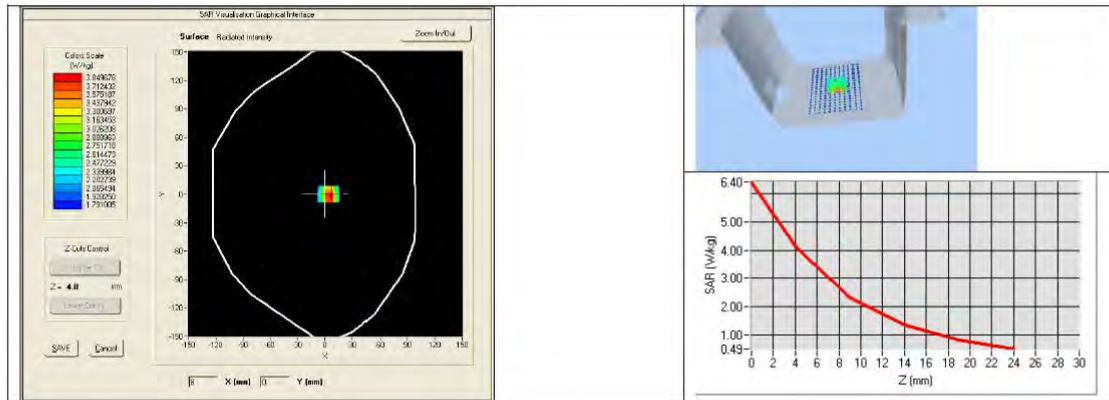 SAR Visualisation Graphical Interface
Surface Radiated Intensity
Zoom In/Out
Colors Scale
(W/kg)
3.849676
3.712432
3.575187
3.437942
3.300697
3.163453
3.026208
2.888963
2.751718
2.614473
2.477229
2.339984
2.202739
2.065494
1.928250
1.791005
Z-Cuts Control
Z = 4.0 mm
SAVE
Cancel
150
120
90
60
30
0
-30
-60
-90
-120
-150
Y
-150 -120 -90 -60 -30 0 30 60 90 120 150
X
8 X (mm) 0 Y (mm)
6.40
5.00
4.00
3.00
2.00
1.00
0.49
SAR (W/kg)
0 2 4 6 8 10 12 14 16 18 20 22 24 26 28 30
Z (mm)